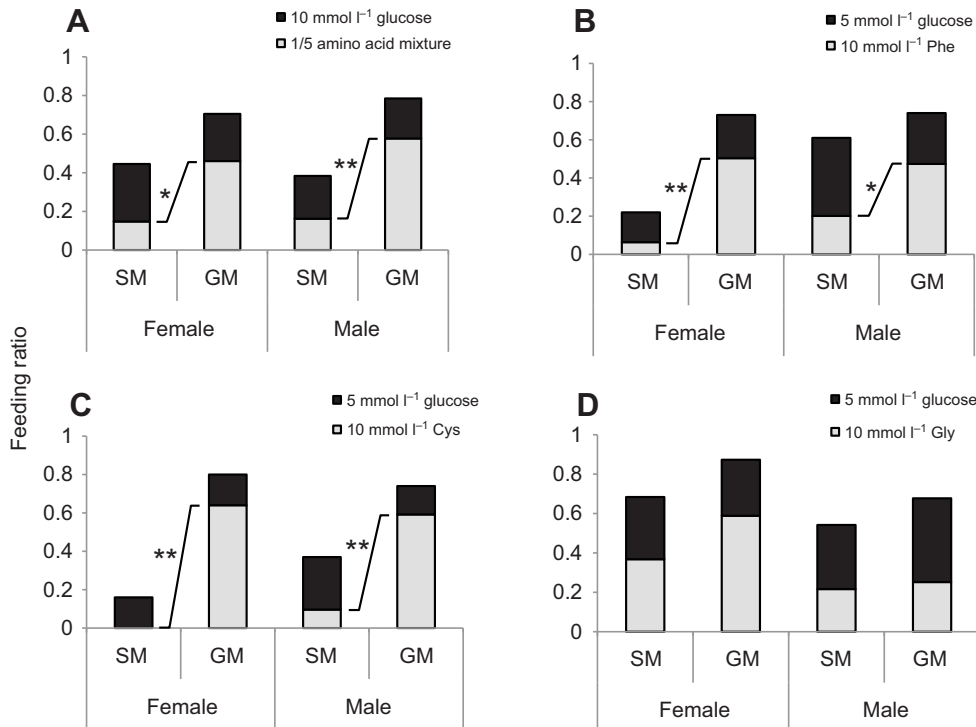 A
10 mmol l⁻¹ glucose
1/5 amino acid mixture
1
0.8
0.6
0.4
0.2
0
*
**
SM GM SM GM
Female Male
B
5 mmol l⁻¹ glucose
10 mmol l⁻¹ Phe
1
0.8
0.6
0.4
0.2
0
**
*
SM GM SM GM
Female Male
Feeding ratio
C
5 mmol l⁻¹ glucose
10 mmol l⁻¹ Cys
1
0.8
0.6
0.4
0.2
0
**
**
SM GM SM GM
Female Male
D
5 mmol l⁻¹ glucose
10 mmol l⁻¹ Gly
1
0.8
0.6
0.4
0.2
0
SM GM SM GM
Female Male